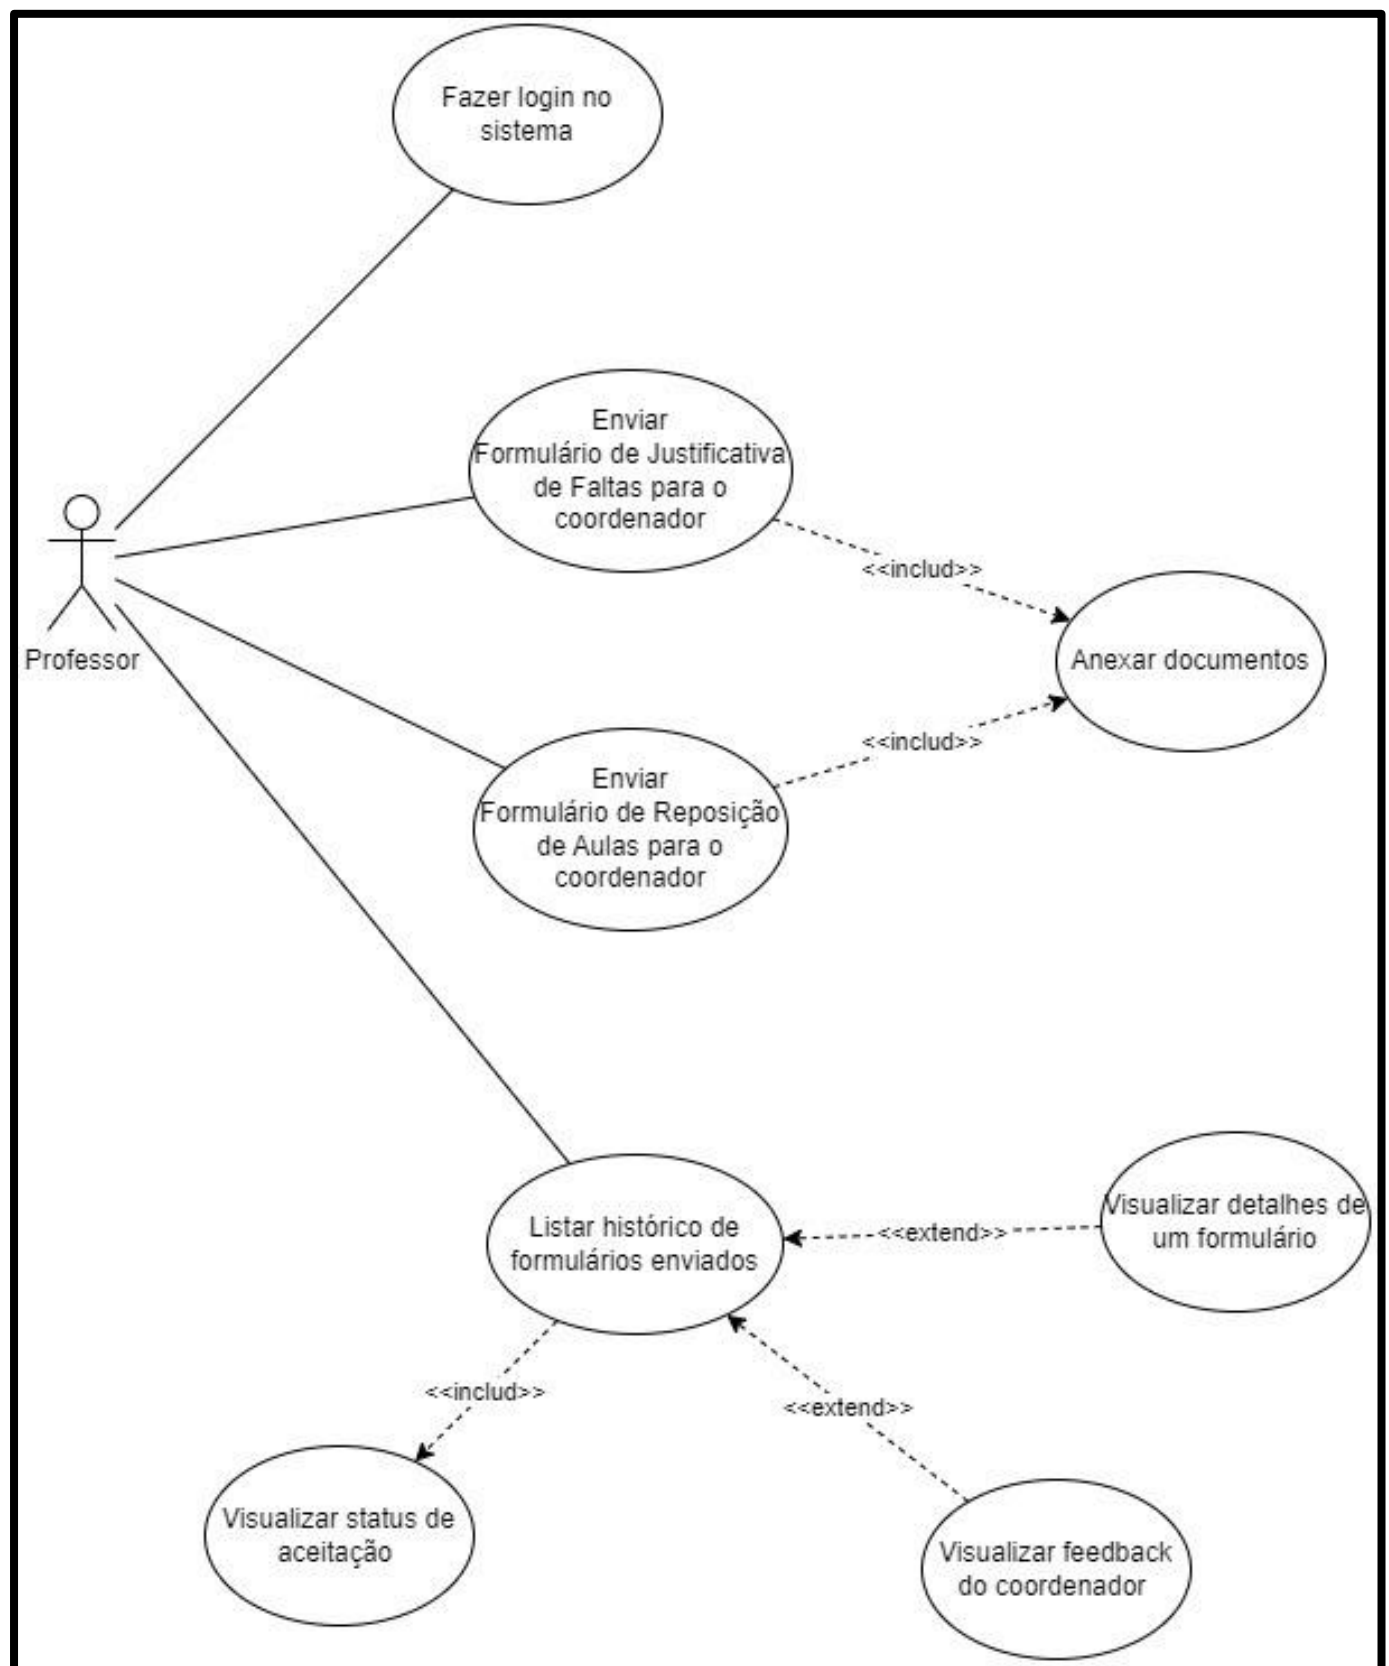 Fazer login no
sistema
Enviar
Formulário de Justificativa
de Faltas para o
coordenador
<<includ>>
Anexar documentos
Professor
<<includ>>
Enviar
Formulário de Reposição
de Aulas para o
coordenador
Visualizar detalhes de
um formulário
Listar histórico de
formulários enviados
<<extend>>
<<includ>>
<<extend>>
Visualizar status de
aceitação
Visualizar feedback
do coordenador